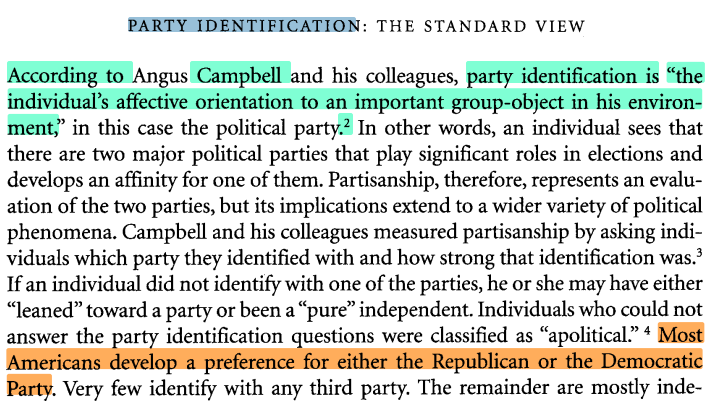 PARTY IDENTIFICATION: THE STANDARD VIEW
According to Angus Campbell and his colleagues, party identification is “the
individual’s affective orientation to an important group-object in his environ-
ment,” in this case the political party.2 In other words, an individual sees that
there are two major political parties that play significant roles in elections and
develops an affinity for one of them. Partisanship, therefore, represents an evalu-
ation of the two parties, but its implications extend to a wider variety of political
phenomena. Campbell and his colleagues measured partisanship by asking indi-
viduals which party they identified with and how strong that identification was.3
If an individual did not identify with one of the parties, he or she may have either
“leaned” toward a party or been a “pure” independent. Individuals who could not
answer the party identification questions were classified as “apolitical.” 4 Most
Americans develop a preference for either the Republican or the Democratic
Party. Very few identify with any third party. The remainder are mostly inde-